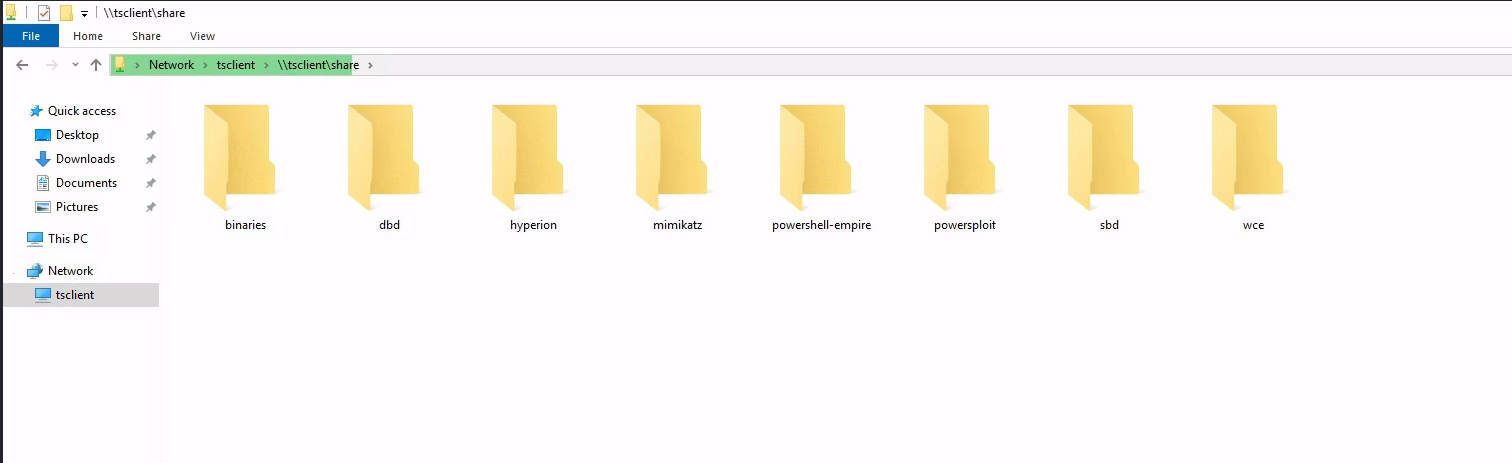 \\tsclient\share
File Home Share View
Network tsclient \\tsclient\share
Quick access
Desktop
Downloads
Documents
Pictures
This PC
Network
tsclient
binaries dbd hyperion mimikatz powershell-empire powersploit sbd wce